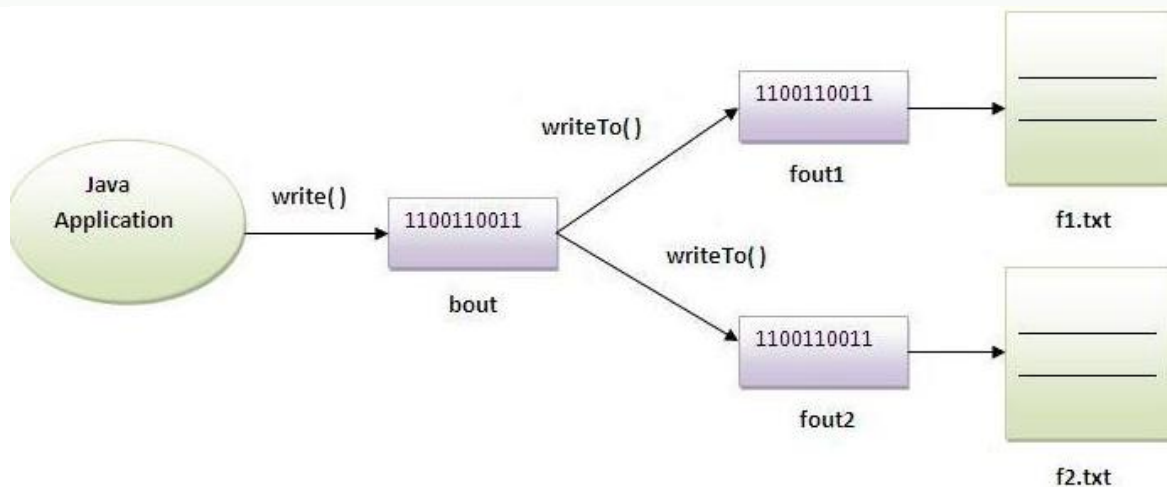 Java
Application
write()
1100110011
bout
writeTo()
1100110011
fout1
f1.txt
writeTo()
1100110011
fout2
f2.txt